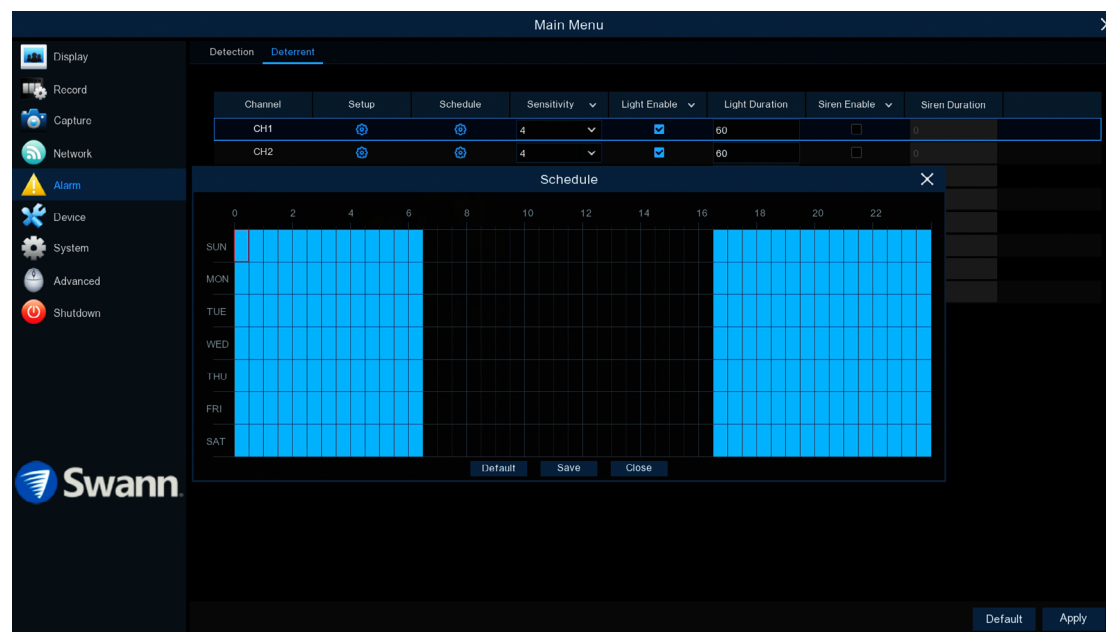 Main Menu
Display
Record
Capture
Network
Alarm
Device
System
Advanced
Shutdown
Swann.
Detection Deterrent
Channel Setup Schedule Sensitivity Light Enable Light Duration Siren Enable Siren Duration
CH1 4 60 0
CH2 4 60 0
Schedule
0 2 4 6 8 10 12 14 16 18 20 22
SUN
MON
TUE
WED
THU
FRI
SAT
Default Save Close
Default Apply